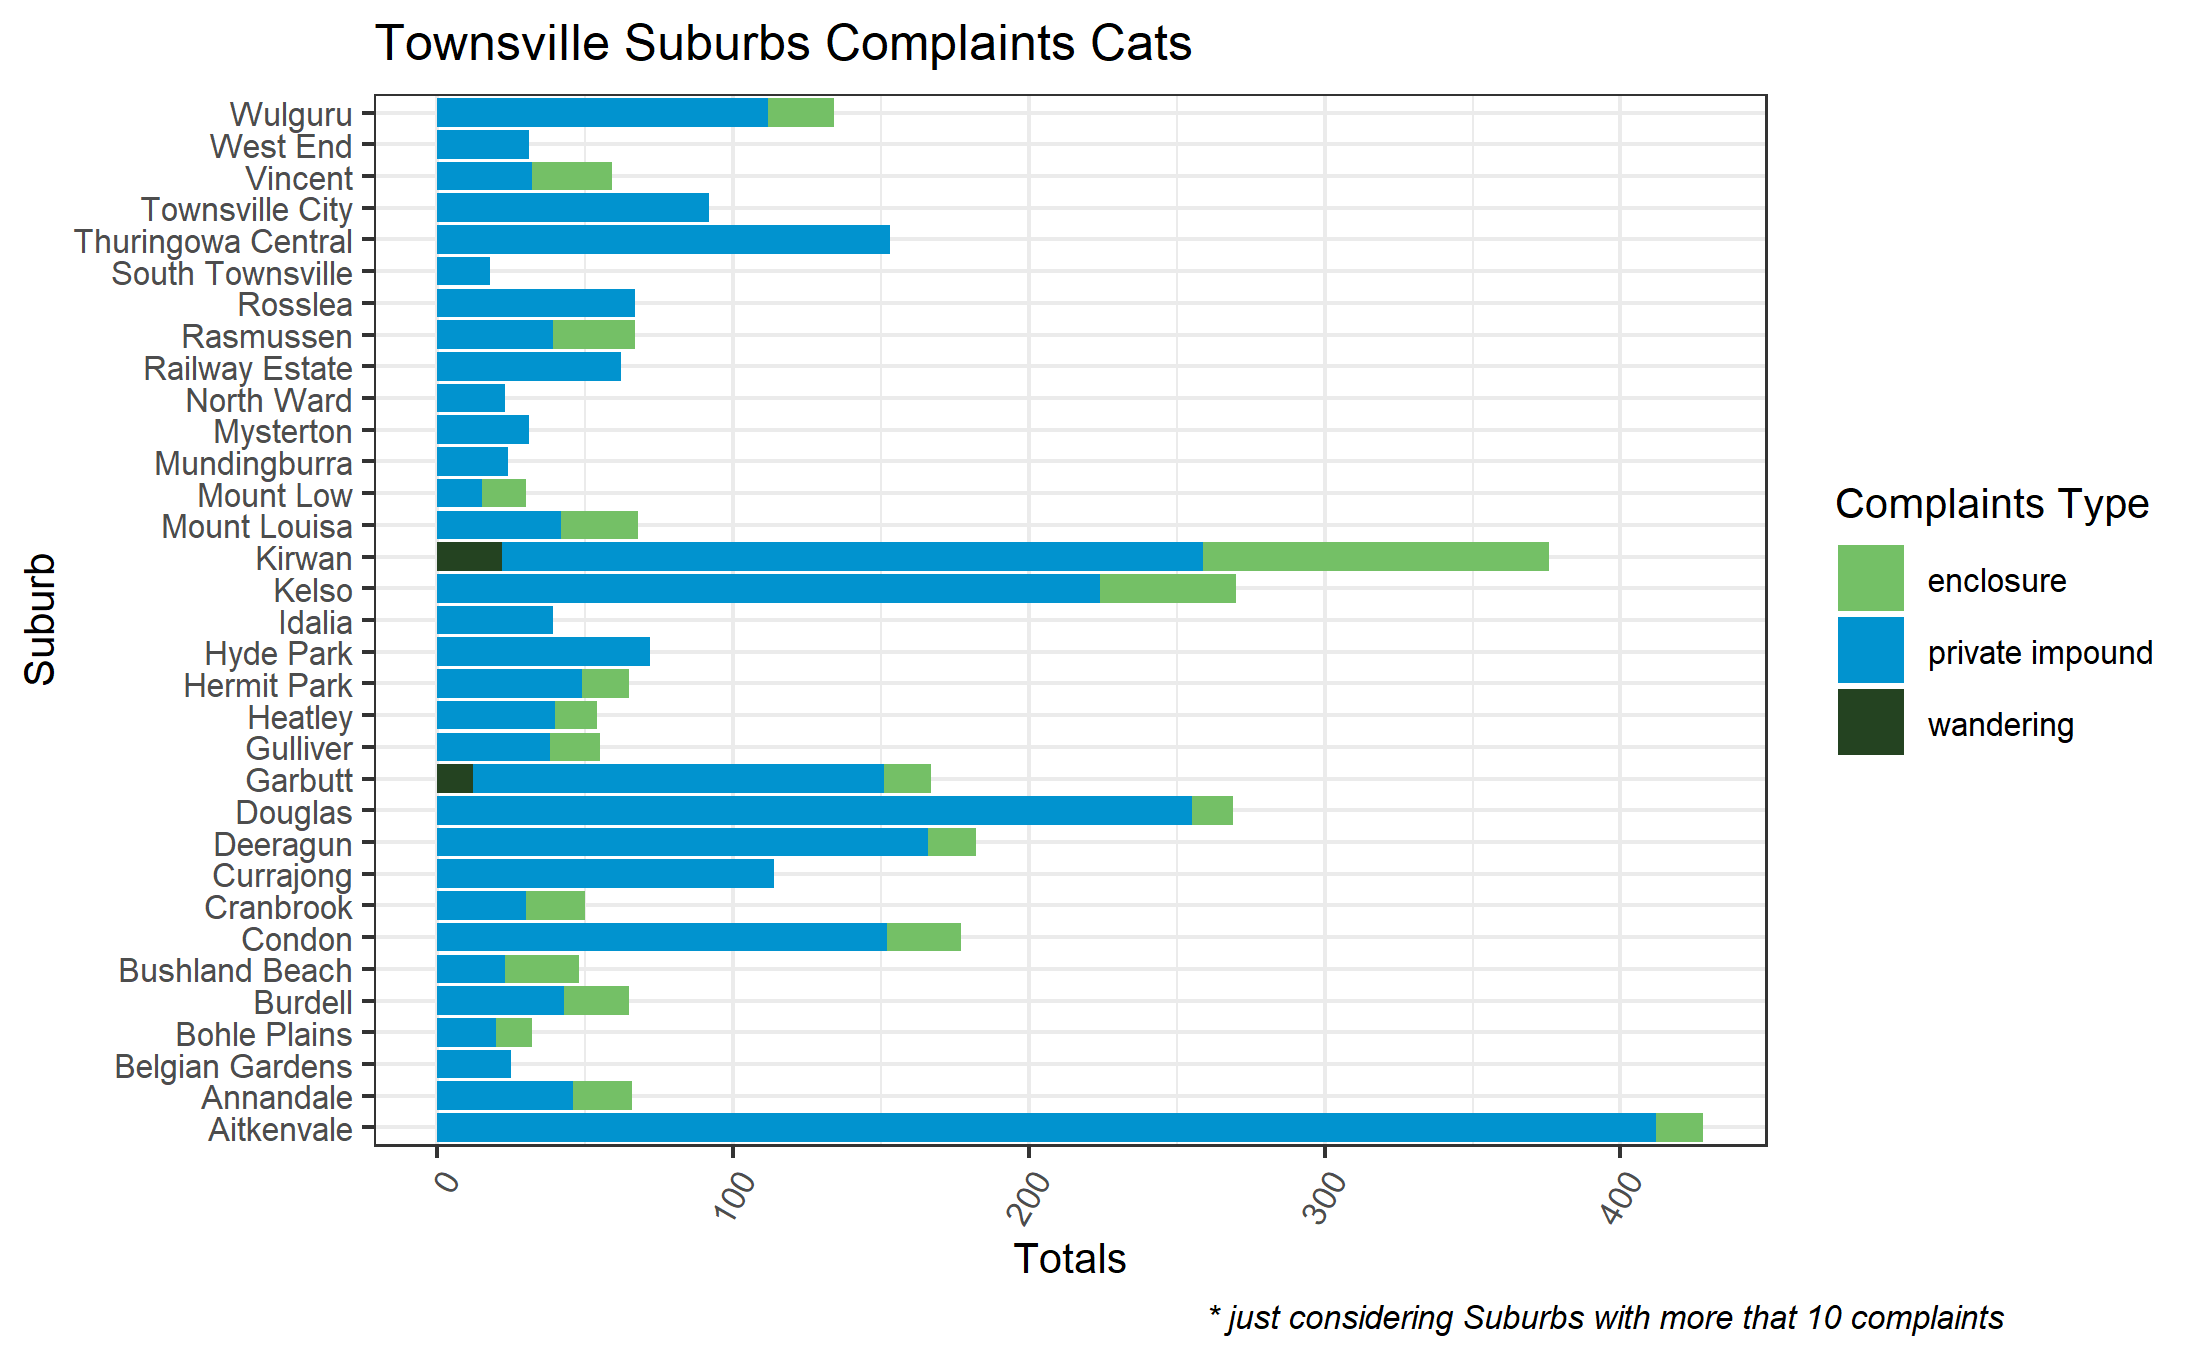 Townsville Suburbs Complaints Cats
Wulguru
West End
Vincent
Townsville City
Thuringowa Central
South Townsville
Rosslea
Rasmussen
Railway Estate
North Ward
Mysterton
Mundingburra
Mount Low
Mount Louisa
Kirwan
Kelso
Idalia
Hyde Park
Hermit Park
Heatley
Gulliver
Garbutt
Douglas
Deeragun
Currajong
Cranbrook
Condon
Bushland Beach
Burdell
Bohle Plains
Belgian Gardens
Annandale
Aitkenvale
Suburb
0 100 200 300 400
Totals
Complaints Type
enclosure
private impound
wandering
* just considering Suburbs with more that 10 complaints